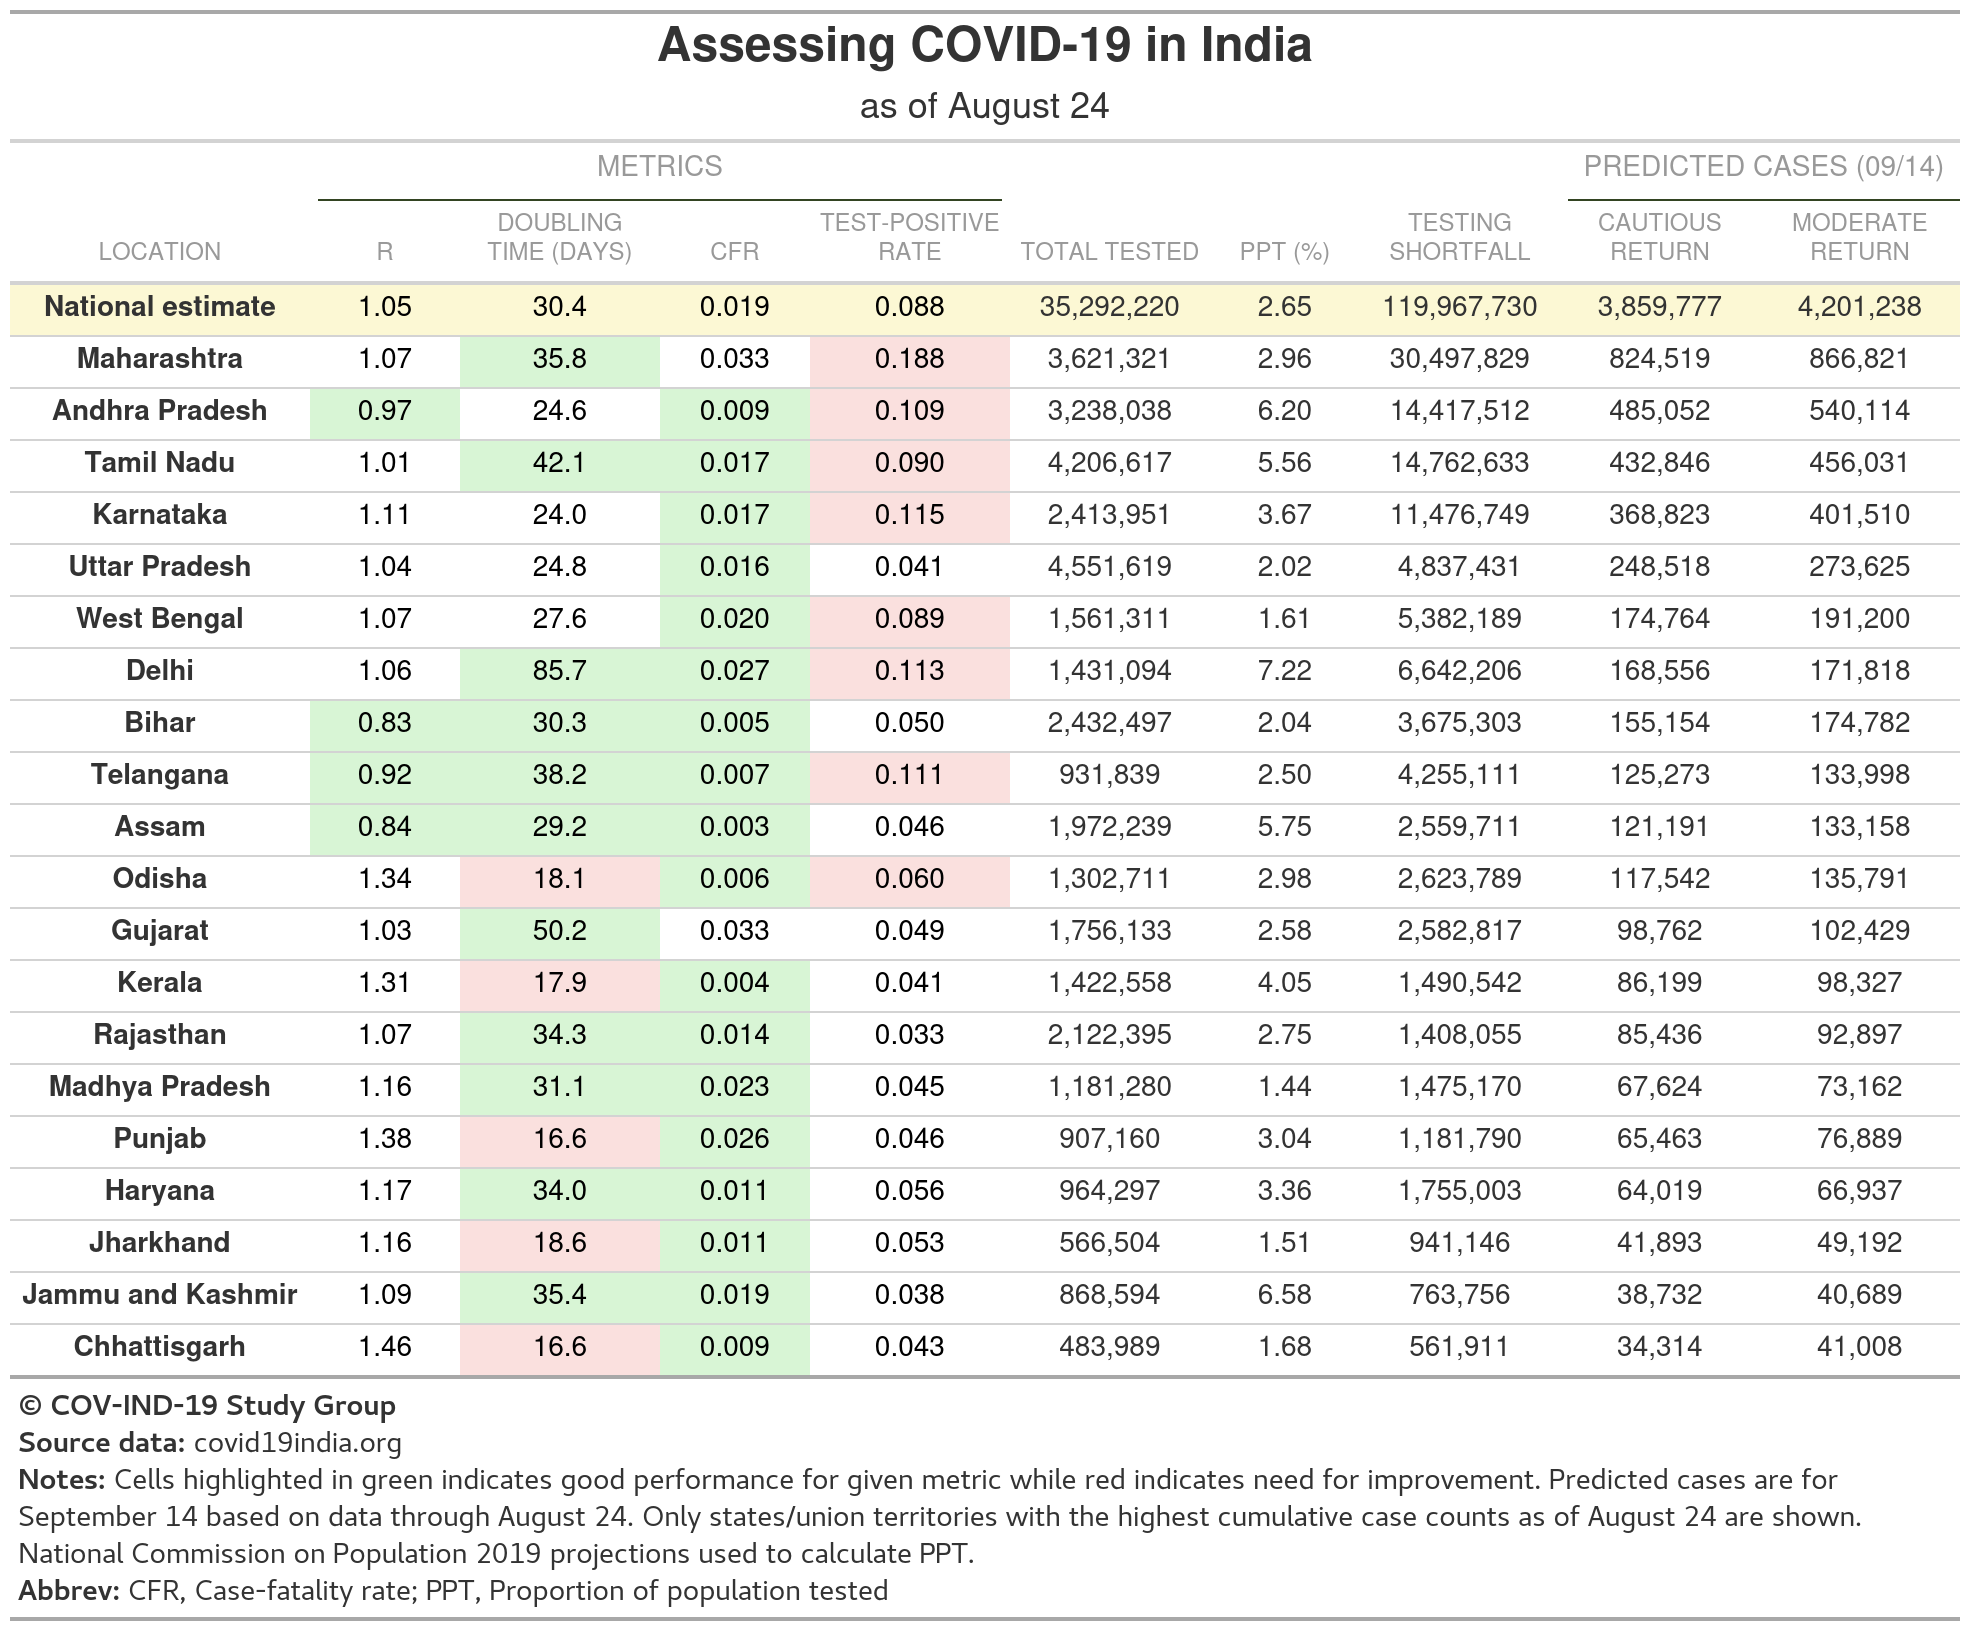 Assessing COVID-19 in India
as of August 24
METRICS PREDICTED CASES (09/14)
LOCATION R DOUBLING TIME (DAYS) CFR TEST-POSITIVE RATE TOTAL TESTED PPT (%) TESTING SHORTFALL CAUTIOUS RETURN MODERATE RETURN
National estimate 1.05 30.4 0.019 0.088 35,292,220 2.65 119,967,730 3,859,777 4,201,238
Maharashtra 1.07 35.8 0.033 0.188 3,621,321 2.96 30,497,829 824,519 866,821
Andhra Pradesh 0.97 24.6 0.009 0.109 3,238,038 6.20 14,417,512 485,052 540,114
Tamil Nadu 1.01 42.1 0.017 0.090 4,206,617 5.56 14,762,633 432,846 456,031
Karnataka 1.11 24.0 0.017 0.115 2,413,951 3.67 11,476,749 368,823 401,510
Uttar Pradesh 1.04 24.8 0.016 0.041 4,551,619 2.02 4,837,431 248,518 273,625
West Bengal 1.07 27.6 0.020 0.089 1,561,311 1.61 5,382,189 174,764 191,200
Delhi 1.06 85.7 0.027 0.113 1,431,094 7.22 6,642,206 168,556 171,818
Bihar 0.83 30.3 0.005 0.050 2,432,497 2.04 3,675,303 155,154 174,782
Telangana 0.92 38.2 0.007 0.111 931,839 2.50 4,255,111 125,273 133,998
Assam 0.84 29.2 0.003 0.046 1,972,239 5.75 2,559,711 121,191 133,158
Odisha 1.34 18.1 0.006 0.060 1,302,711 2.98 2,623,789 117,542 135,791
Gujarat 1.03 50.2 0.033 0.049 1,756,133 2.58 2,582,817 98,762 102,429
Kerala 1.31 17.9 0.004 0.041 1,422,558 4.05 1,490,542 86,199 98,327
Rajasthan 1.07 34.3 0.014 0.033 2,122,395 2.75 1,408,055 85,436 92,897
Madhya Pradesh 1.16 31.1 0.023 0.045 1,181,280 1.44 1,475,170 67,624 73,162
Punjab 1.38 16.6 0.026 0.046 907,160 3.04 1,181,790 65,463 76,889
Haryana 1.17 34.0 0.011 0.056 964,297 3.36 1,755,003 64,019 66,937
Jharkhand 1.16 18.6 0.011 0.053 566,504 1.51 941,146 41,893 49,192
Jammu and Kashmir 1.09 35.4 0.019 0.038 868,594 6.58 763,756 38,732 40,689
Chhattisgarh 1.46 16.6 0.009 0.043 483,989 1.68 561,911 34,314 41,008
© COV-IND-19 Study Group
Source data: covid19india.org
Notes: Cells highlighted in green indicates good performance for given metric while red indicates need for improvement. Predicted cases are for
September 14 based on data through August 24. Only states/union territories with the highest cumulative case counts as of August 24 are shown.
National Commission on Population 2019 projections used to calculate PPT.
Abbrev: CFR, Case-fatality rate; PPT, Proportion of population tested